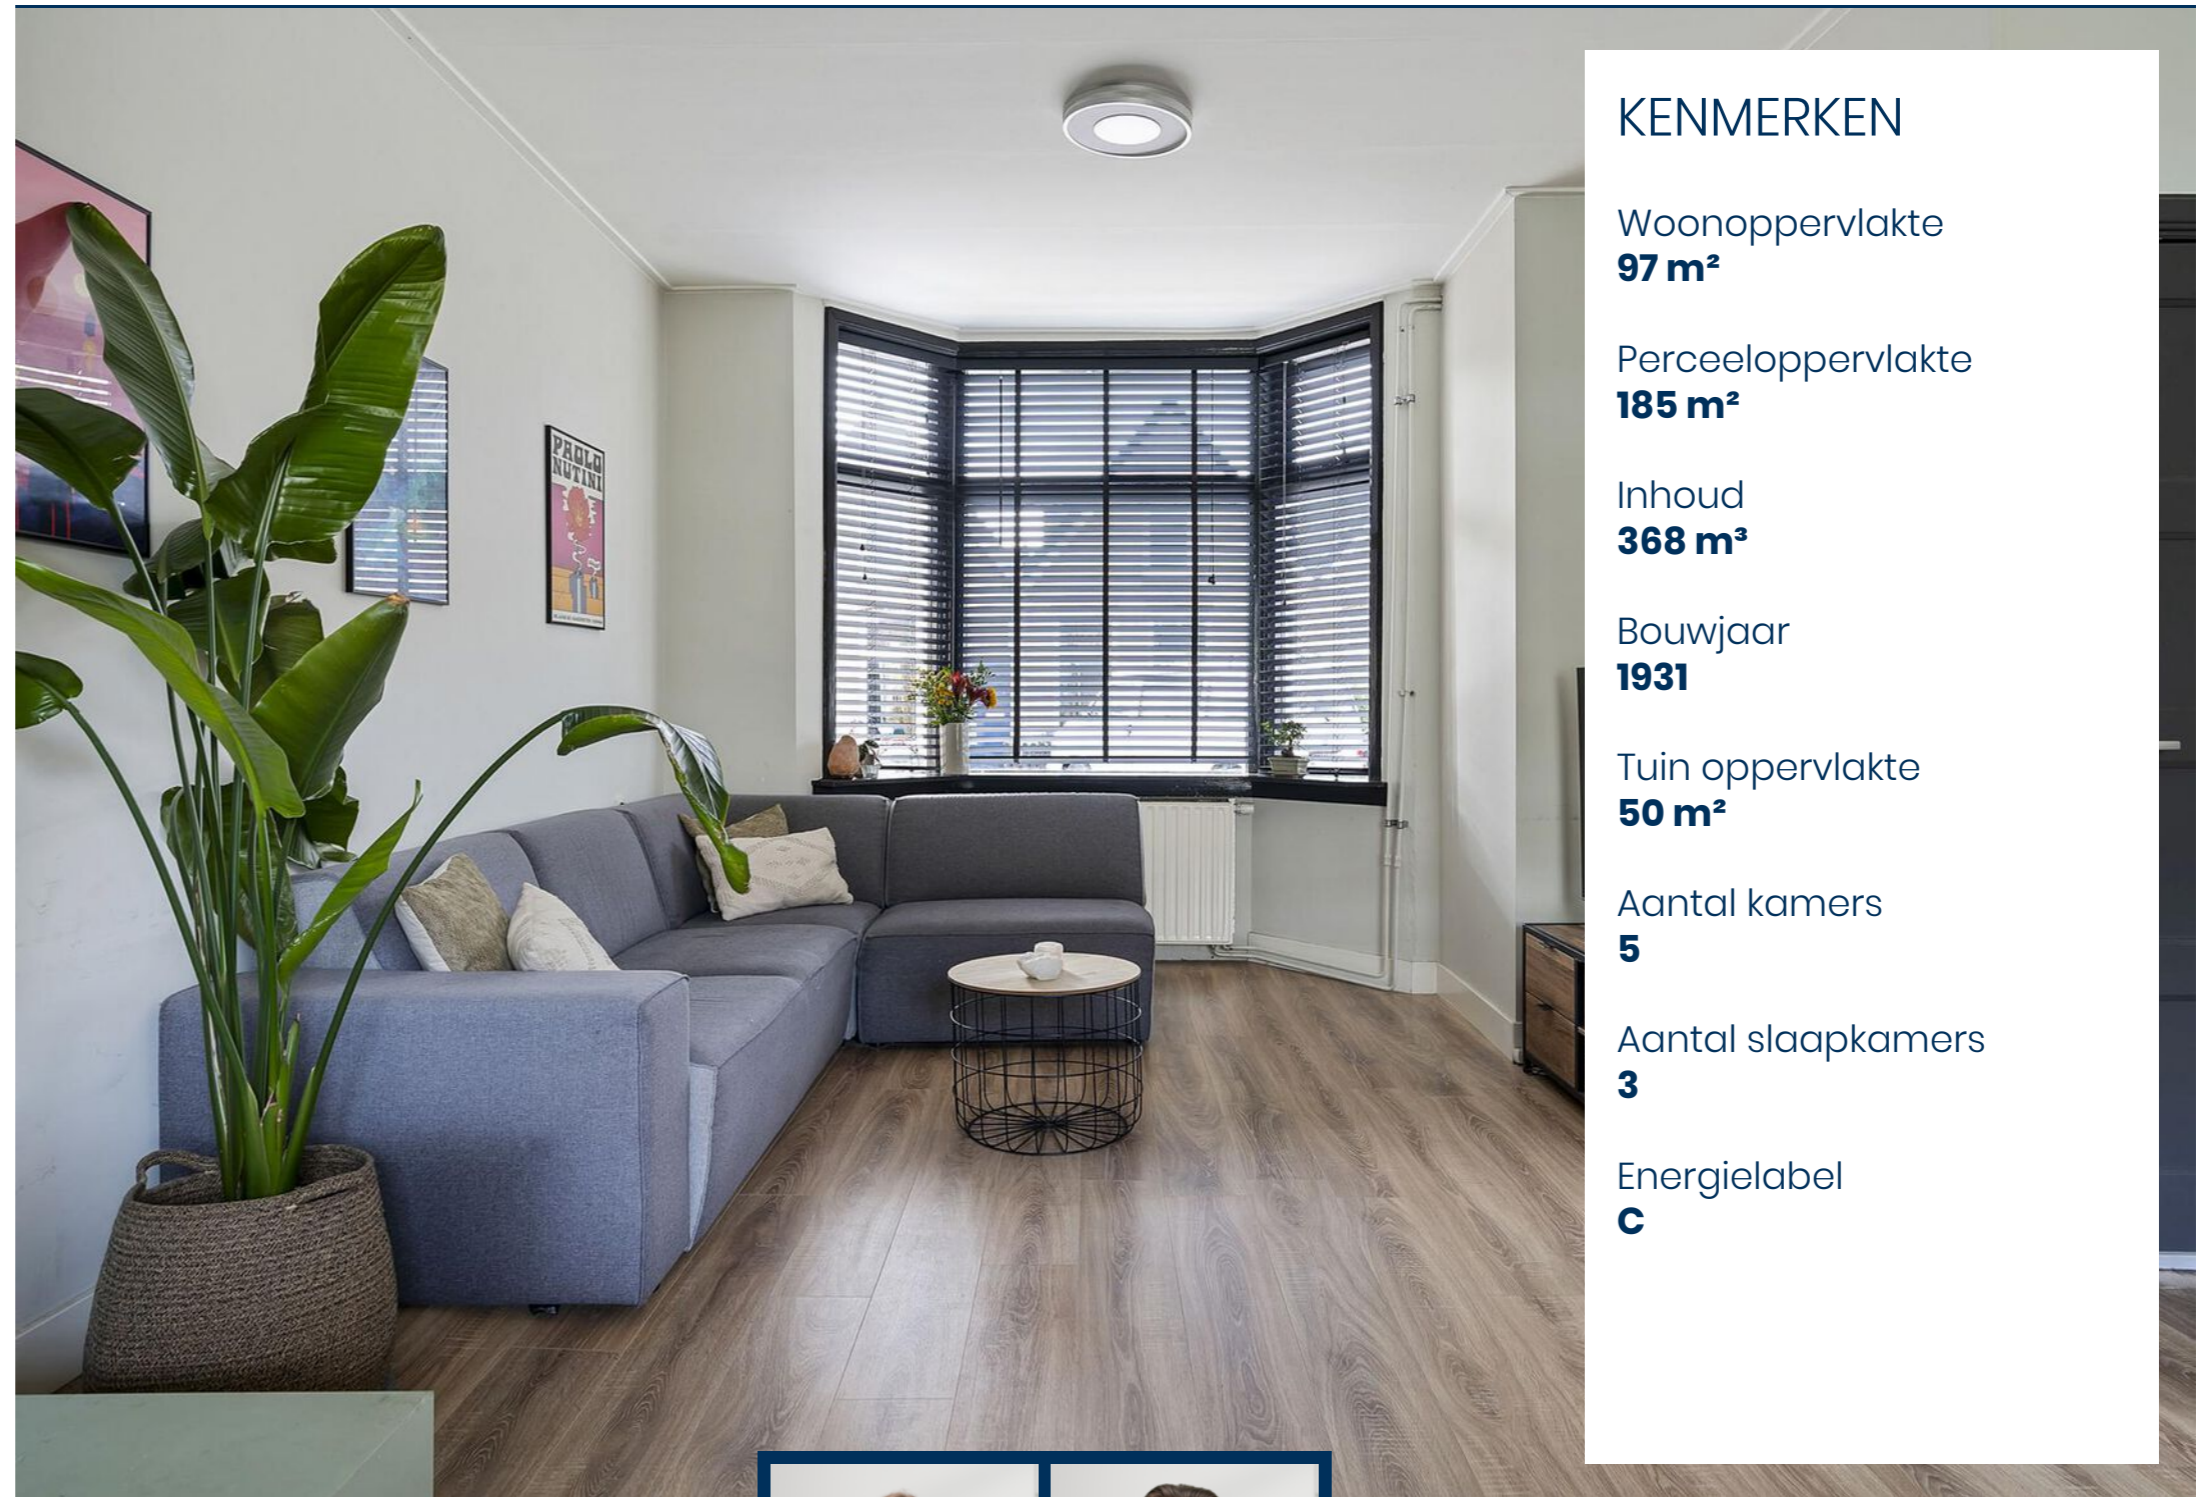 PAOLO
NUTINI
KENMERKEN
Woonoppervlakte
97 m²
Perceeloppervlakte
185 m²
Inhoud
368 m³
Bouwjaar
1931
Tuin oppervlakte
50 m²
Aantal kamers
5
Aantal slaapkamers
3
Energielabel
C